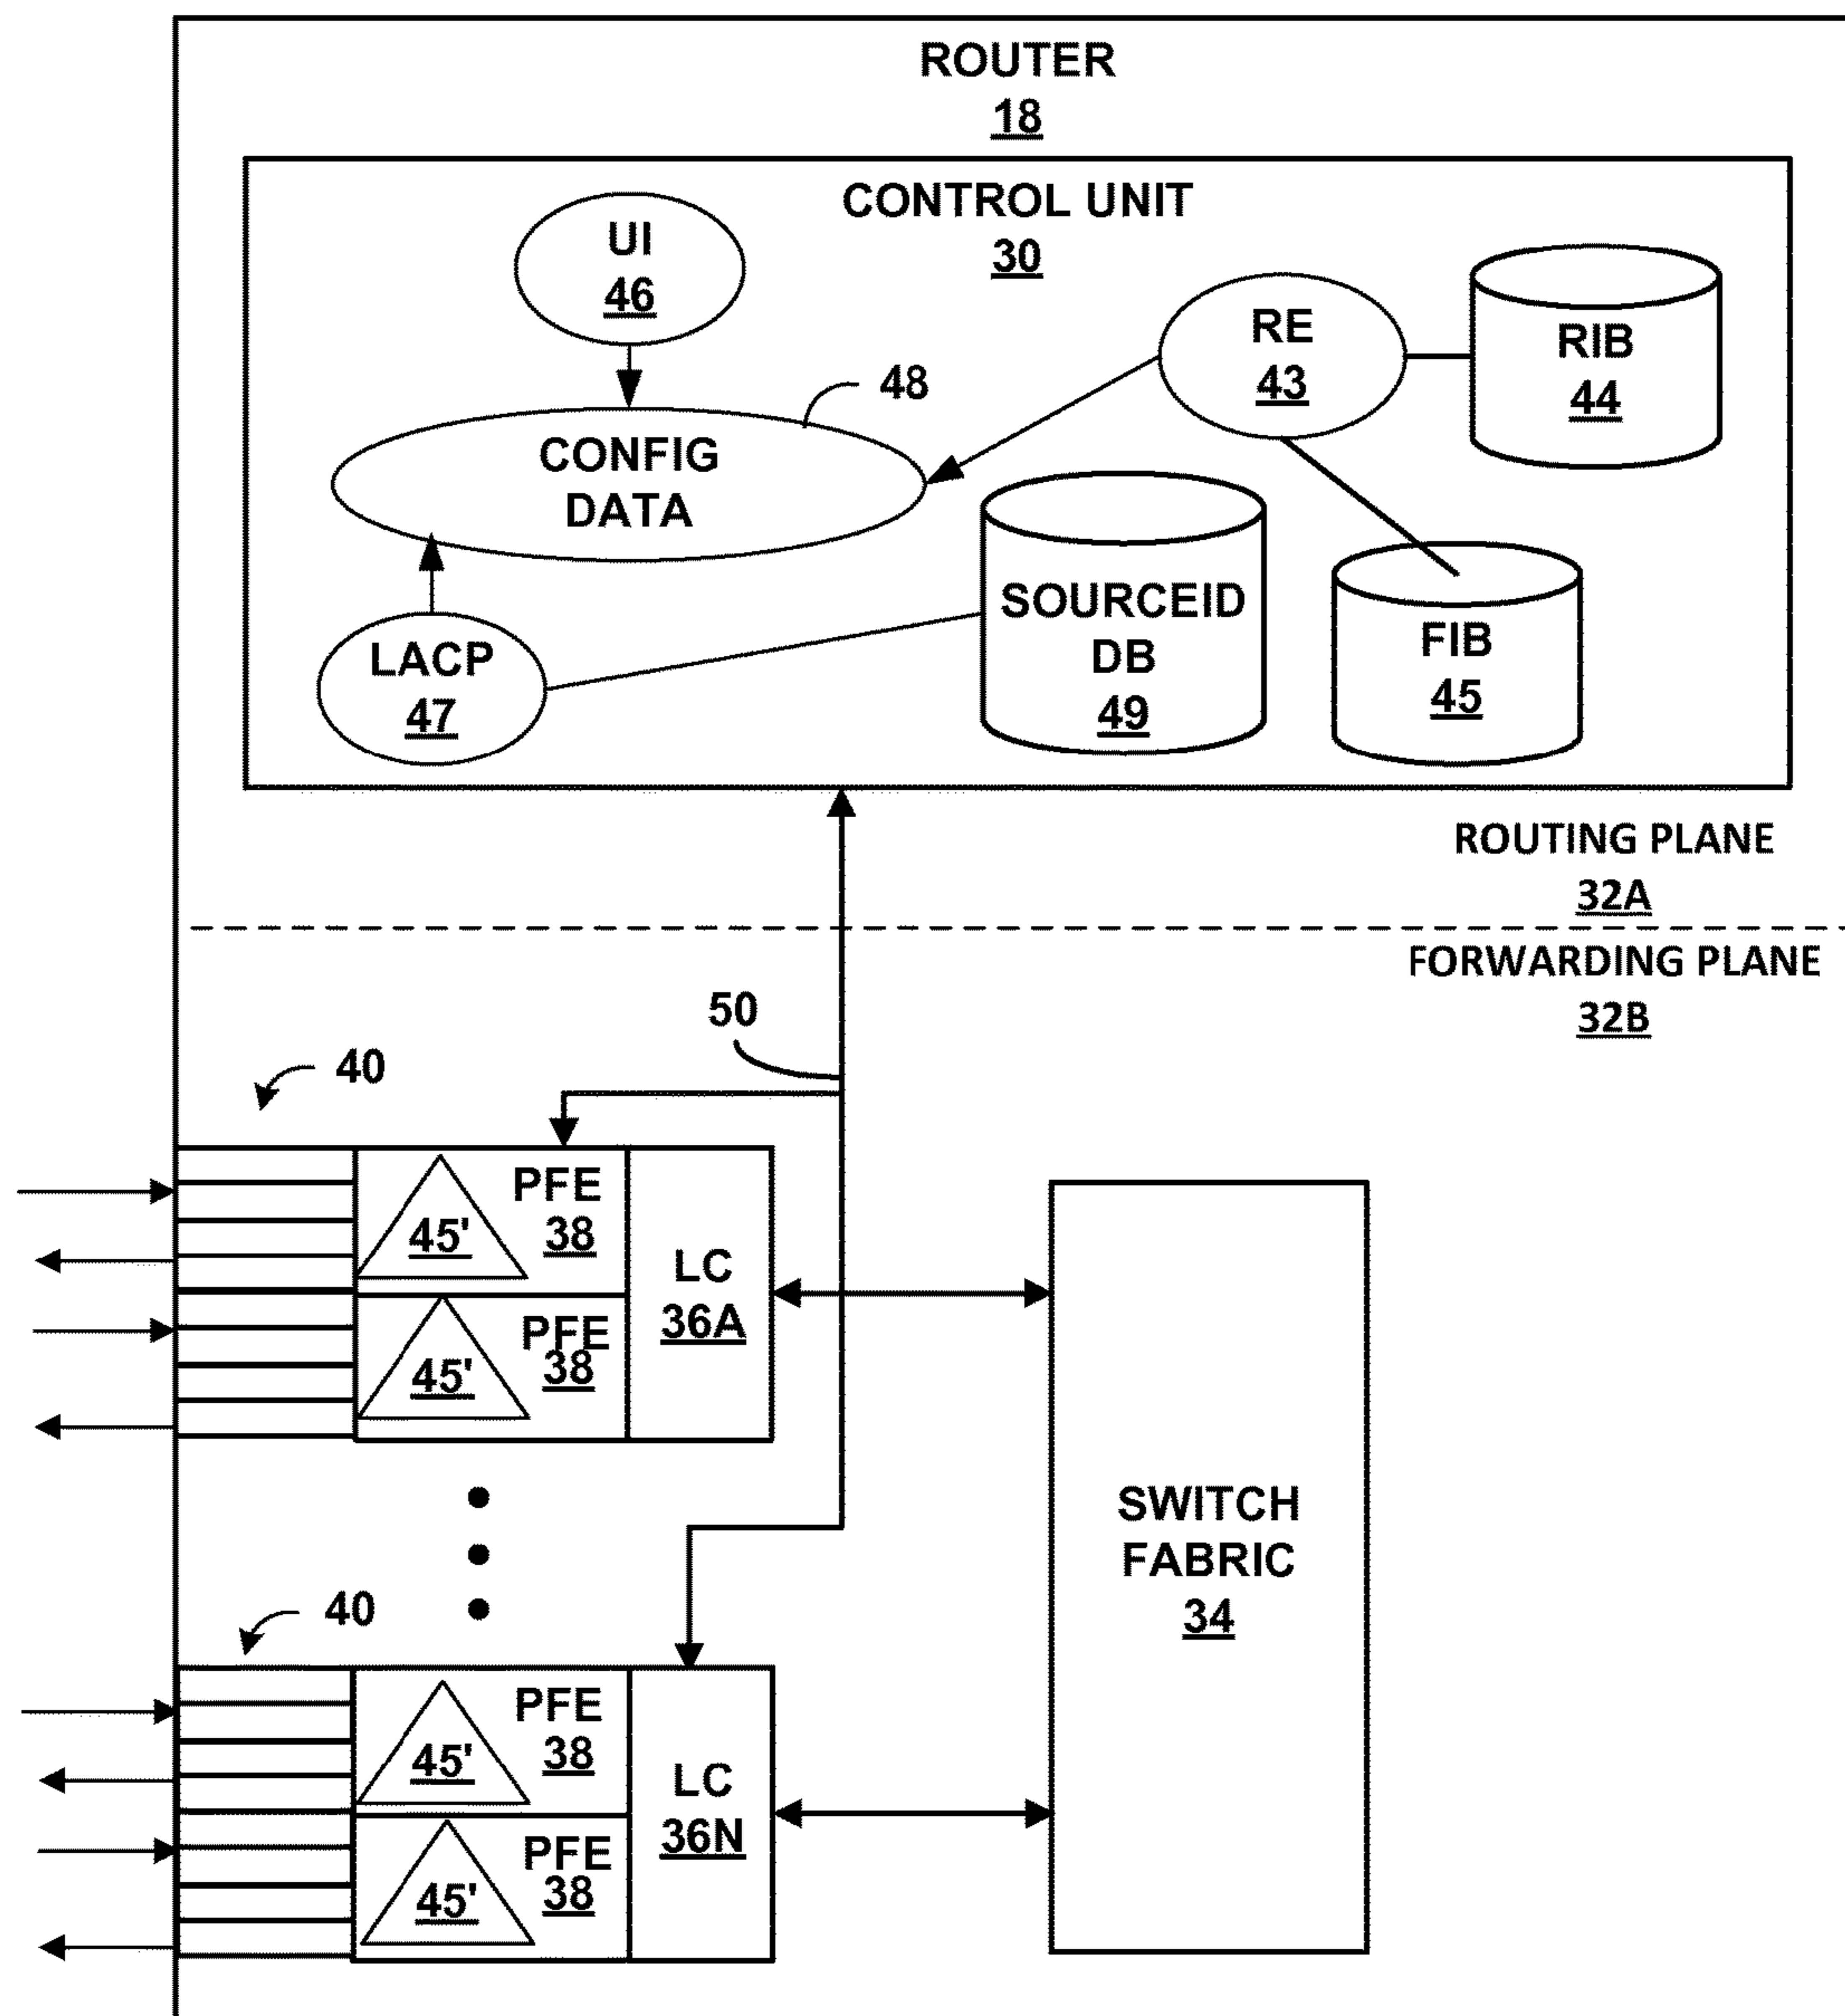 ROUTER
18
CONTROL UNIT
30
UI
46
RE
43
RIB
44
48
CONFIG
DATA
SOURCEID
DB
49
FIB
45
LACP
47
ROUTING PLANE
32A
FORWARDING PLANE
32B
50
40
45'
PFE
38
LC
36A
45'
PFE
38
SWITCH
FABRIC
34
40
45'
PFE
38
LC
36N
45'
PFE
38